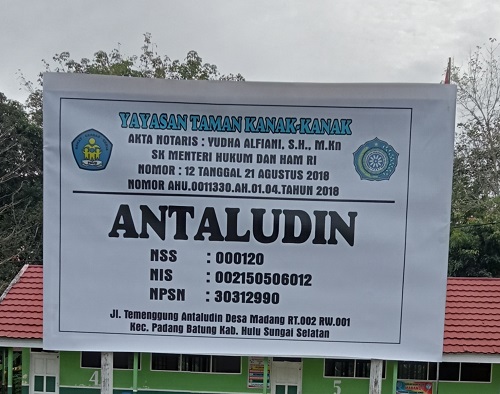 YAYASAN TAMAN KANAK-KANAK
AKTA NOTARIS : YUDHA ALFIANI, S.H., M.Kn
SK MENTERI HUKUM DAN HAM RI
NOMOR : 12 TANGGAL 21 AGUSTUS 2018
NOMOR AHU.0011330.AH.01.04.TAHUN 2018
ANTALUDIN
NSS : 000120
NIS : 002150506012
NPSN : 30312990
Jl. Temenggung Antaludin Desa Madang RT.002 RW.001
Kec. Padang Batung Kab. Hulu Sungai Selatan
4
5